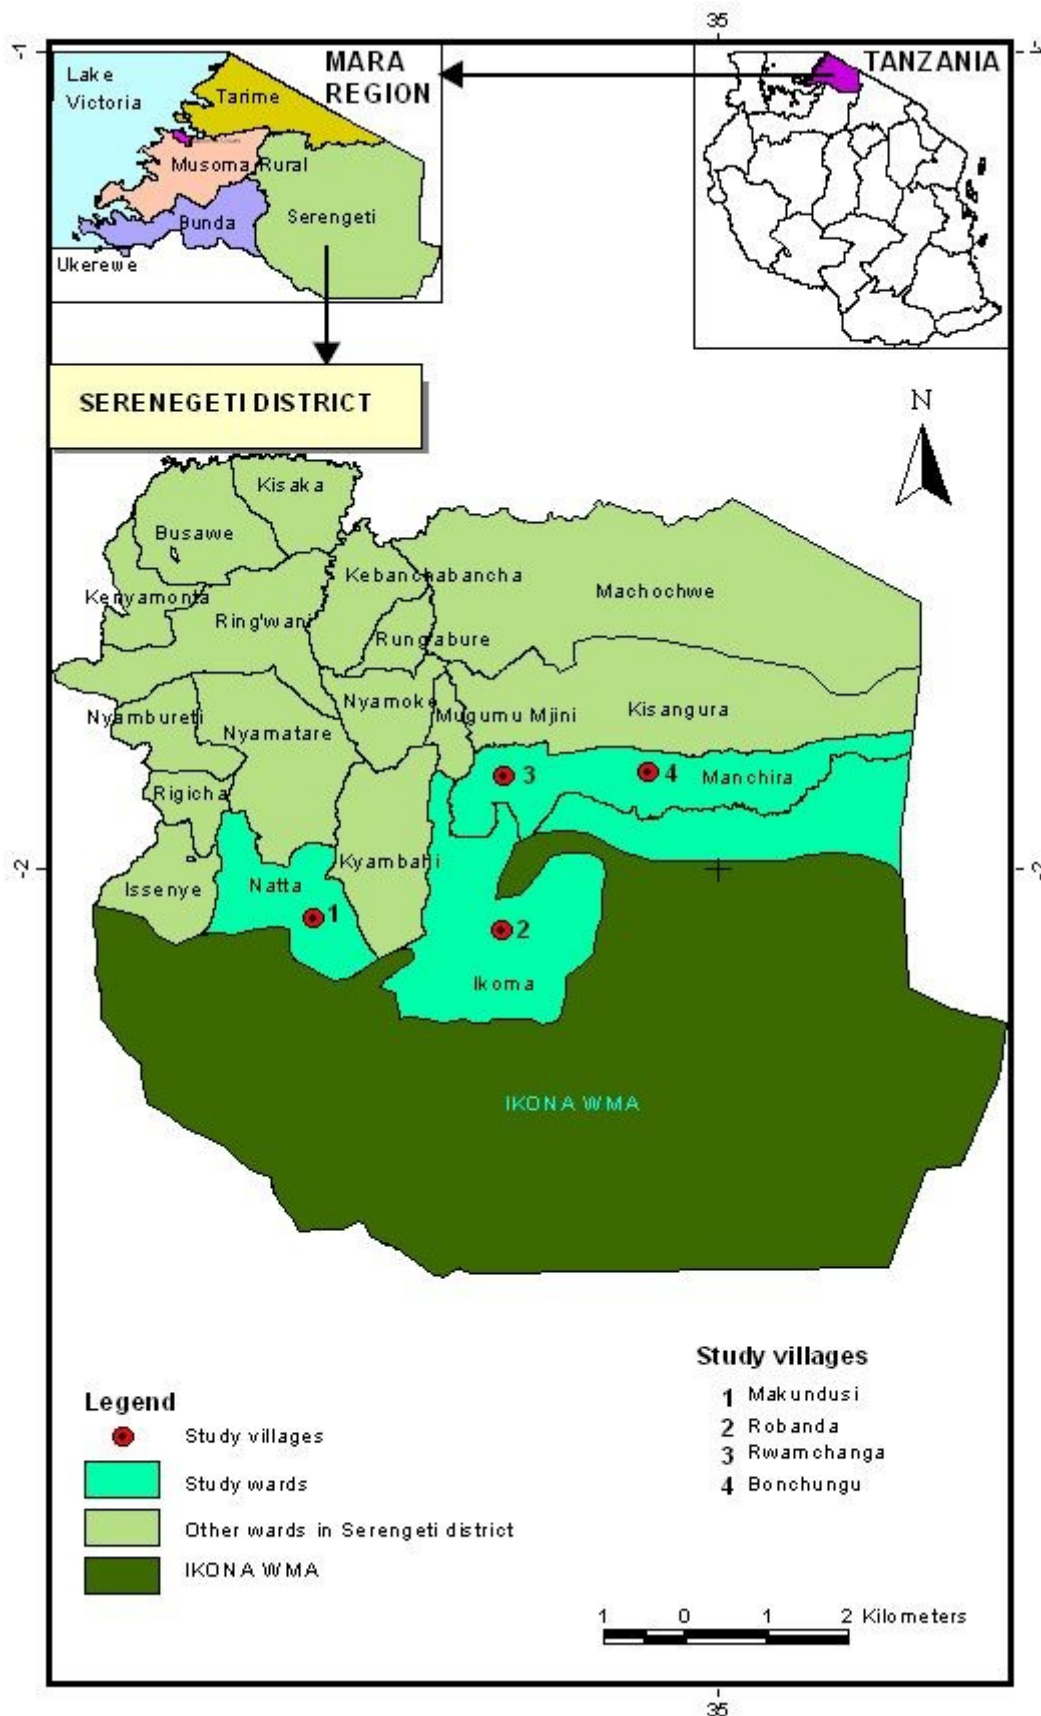 35
-1
-1
Lake
Victoria
MARA
REGION
TANZANIA
Tarime
Musoma Rural
Bunda
Serengeti
Ukerewe
SERENEGETI DISTRICT
N
Kisaka
Busawe
Kebanchabancha
Machochwe
Kenyamonta
Ring'wani
Rung'abure
Nyamoke
Nyambureti
Mugumu Mjini
Kisangura
Nyamatare
3
4
Manchira
Rigicha
Kyambahi
-2
-2
Issenye
Natta
1
2
Ikoma
IKONA WMA
Study villages
1 Makundusi
2 Robanda
3 Rwamchanga
4 Bonchungu
Legend
Study villages
Study wards
Other wards in Serengeti district
IKONA WMA
1 0 1 2 Kilometers
35